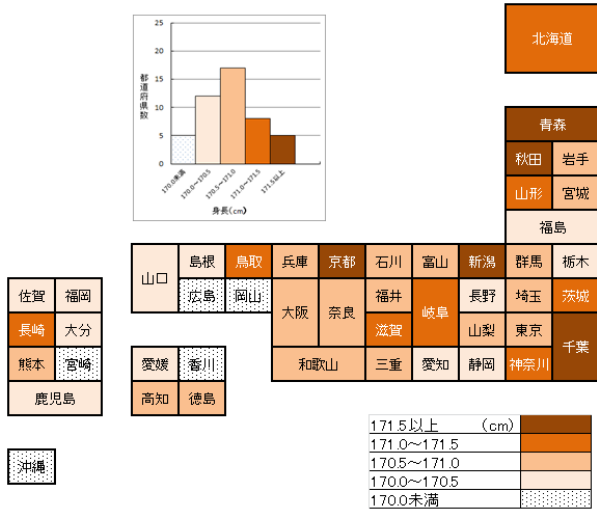 25
20
15
10
5
0
都道府県数
170.0未満
170.0～170.5
170.5～171.0
171.0～171.5
171.5以上
身長(cm)
北海道
青森
秋田 岩手
山形 宮城
福島
山口 島根 鳥取 兵庫 京都 石川 富山 新潟 群馬 栃木
佐賀 福岡 広島 岡山 大阪 奈良 福井 岐阜 長野 埼玉 茨城
長崎 大分 滋賀 山梨 東京 千葉
熊本 宮崎 愛媛 香川 和歌山 三重 愛知 静岡 神奈川
鹿児島 高知 徳島
沖縄
171.5以上 (cm)
171.0～171.5
170.5～171.0
170.0～170.5
170.0未満